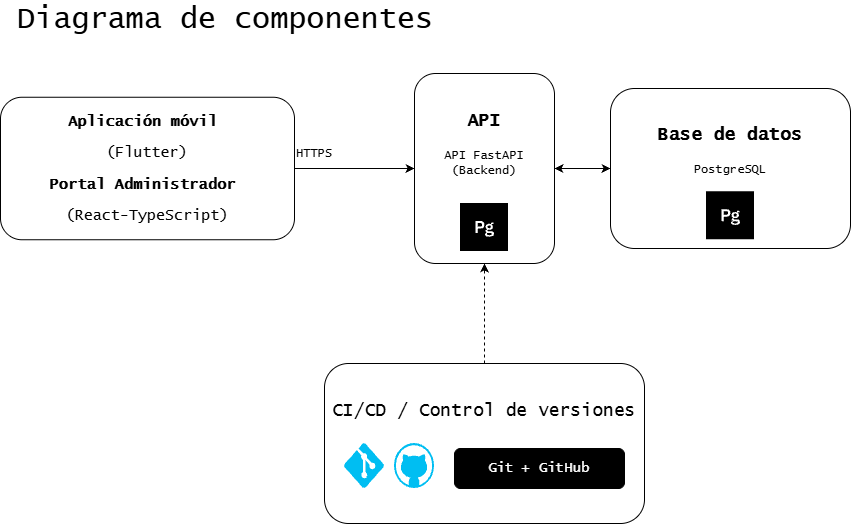 Diagrama de componentes
Aplicación móvil
(Flutter)
Portal Administrador
(React-TypeScript)
HTTPS
API
API FastAPI
(Backend)
Pg
Base de datos
PostgreSQL
Pg
CI/CD / Control de versiones
Git + GitHub